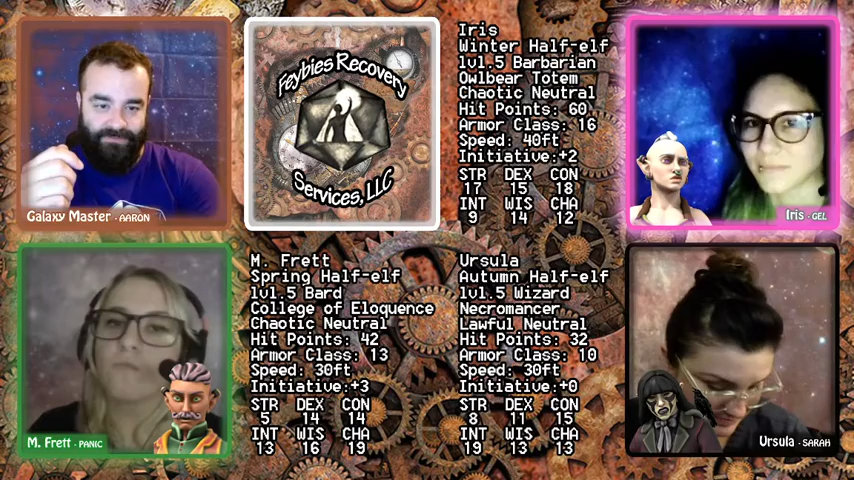 Feybies Recovery
Services, LLC
Galaxy Master - AARON
Iris
Winter Half-elf
lvl.5 Barbarian
Owlbear Totem
Chaotic Neutral
Hit Points: 60
Armor Class: 16
Speed: 40ft
Initiative:+2
STR DEX CON
17 15 18
INT WIS CHA
9 14 12
Iris - GEL
M. Frett
Spring Half-elf
lvl.5 Bard
College of Eloquence
Chaotic Neutral
Hit Points: 42
Armor Class: 13
Speed: 30ft
Initiative:+3
STR DEX CON
5 14 14
INT WIS CHA
13 16 19
M. Frett - PANIC
Ursula
Autumn Half-elf
lvl.5 Wizard
Necromancer
Lawful Neutral
Hit Points: 32
Armor Class: 10
Speed: 30ft
Initiative:+0
STR DEX CON
8 11 15
INT WIS CHA
19 13 13
Ursula - SARAH